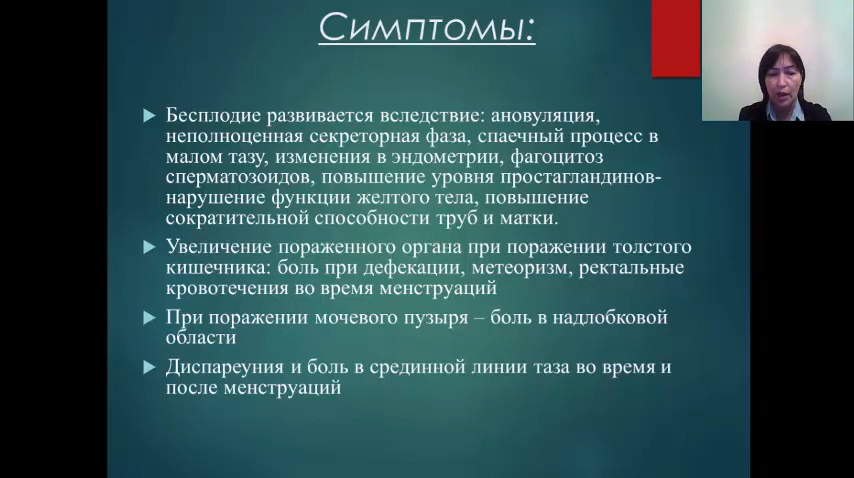 Симптомы:
Бесплодие развивается вследствие: ановуляция,
неполноценная секреторная фаза, спаечный процесс в
малом тазу, изменения в эндометрии, фагоцитоз
сперматозоидов, повышение уровня простагландинов-
нарушение функции желтого тела, повышение
сократительной способности труб и матки.
Увеличение пораженного органа при поражении толстого
кишечника: боль при дефекации, метеоризм, ректальные
кровотечения во время менструаций
При поражении мочевого пузыря – боль в надлобковой
области
Диспареуния и боль в срединной линии таза во время и
после менструаций